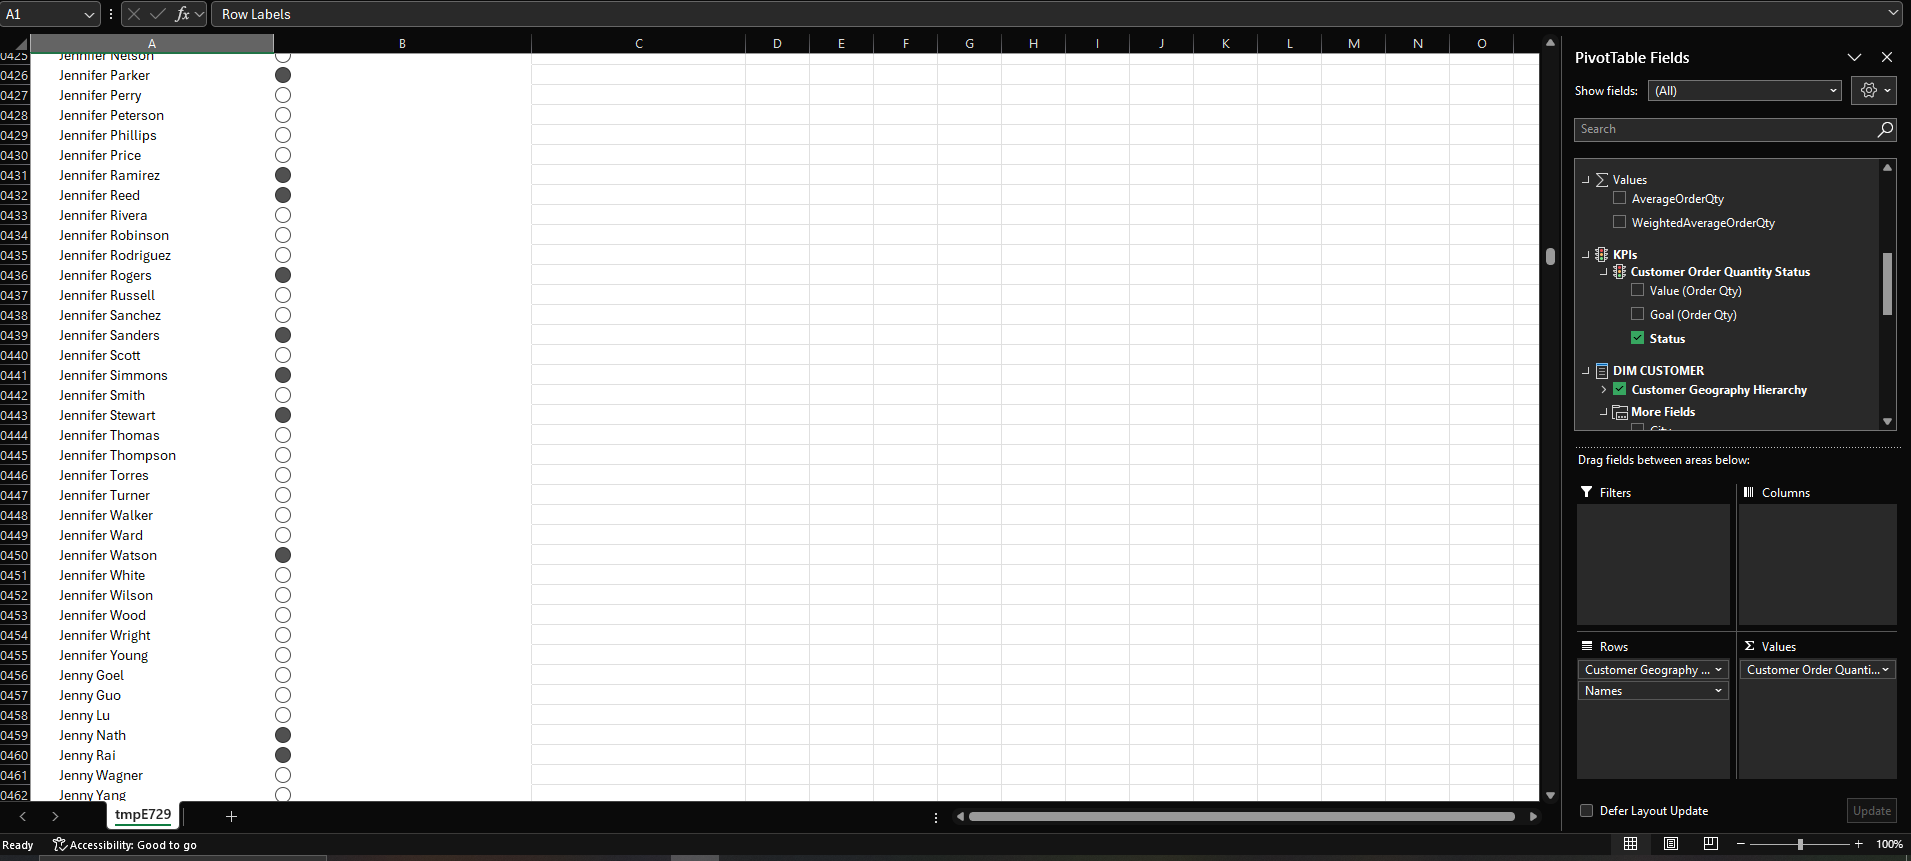 A1
fx
Row Labels
A B C D E F G H I J K L M N O
0425 Jennifer Nelson
0426 Jennifer Parker
0427 Jennifer Perry
0428 Jennifer Peterson
0429 Jennifer Phillips
0430 Jennifer Price
0431 Jennifer Ramirez
0432 Jennifer Reed
0433 Jennifer Rivera
0434 Jennifer Robinson
0435 Jennifer Rodriguez
0436 Jennifer Rogers
0437 Jennifer Russell
0438 Jennifer Sanchez
0439 Jennifer Sanders
0440 Jennifer Scott
0441 Jennifer Simmons
0442 Jennifer Smith
0443 Jennifer Stewart
0444 Jennifer Thomas
0445 Jennifer Thompson
0446 Jennifer Torres
0447 Jennifer Turner
0448 Jennifer Walker
0449 Jennifer Ward
0450 Jennifer Watson
0451 Jennifer White
0452 Jennifer Wilson
0453 Jennifer Wood
0454 Jennifer Wright
0455 Jennifer Young
0456 Jenny Goel
0457 Jenny Guo
0458 Jenny Lu
0459 Jenny Nath
0460 Jenny Rai
0461 Jenny Wagner
0462 Jenny Yang
tmpE729
Ready
Accessibility: Good to go
PivotTable Fields
Show fields: (All)
Search
Σ Values
AverageOrderQty
WeightedAverageOrderQty
KPIs
Customer Order Quantity Status
Value (Order Qty)
Goal (Order Qty)
Status
DIM CUSTOMER
Customer Geography Hierarchy
More Fields
City
Drag fields between areas below:
Filters
Columns
Rows
Customer Geography ...
Names
Σ Values
Customer Order Quanti...
Defer Layout Update
Update
100%